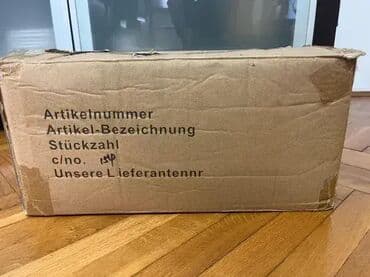 Artikelnummer
Artikel-Bezeichnung
Stückzahl
c/no.
Unsere Lieferantennr